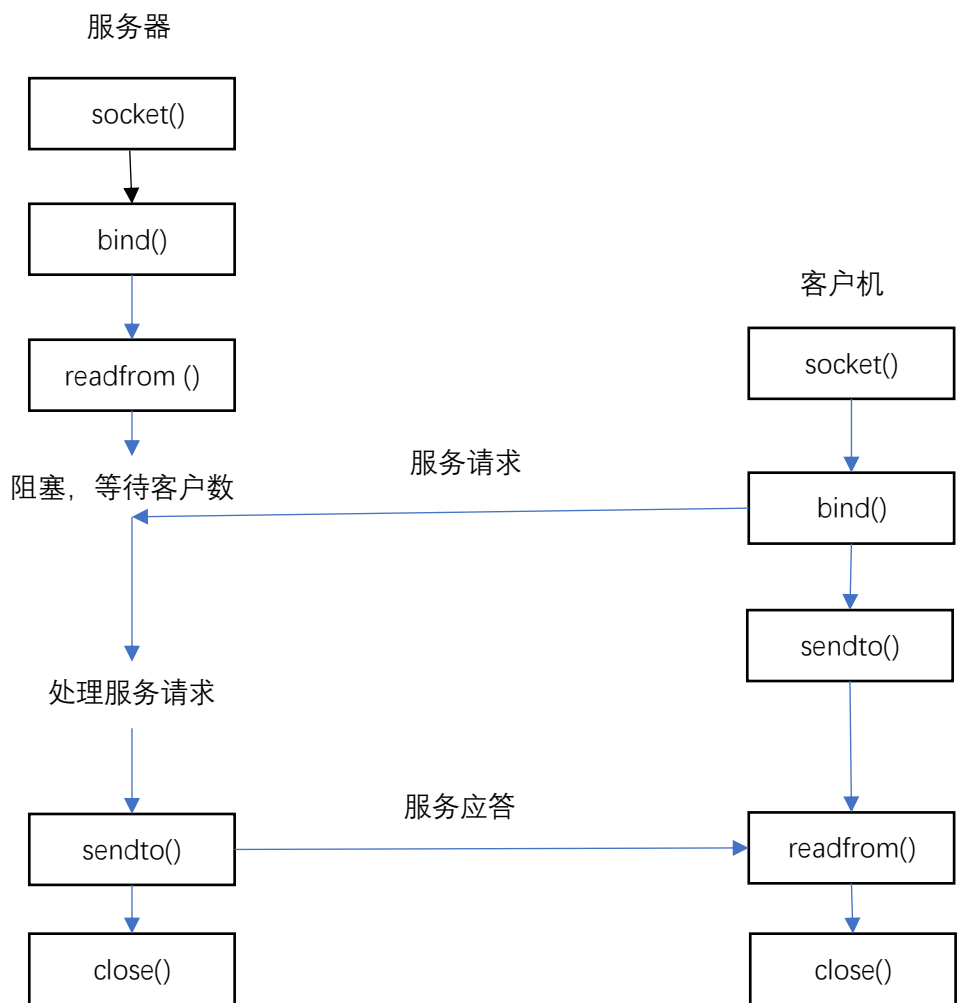 服务器
socket()
bind()
客户机
readfrom ()
socket()
服务请求
阻塞，等待客户数
bind()
sendto()
处理服务请求
服务应答
sendto()
readfrom()
close()
close()